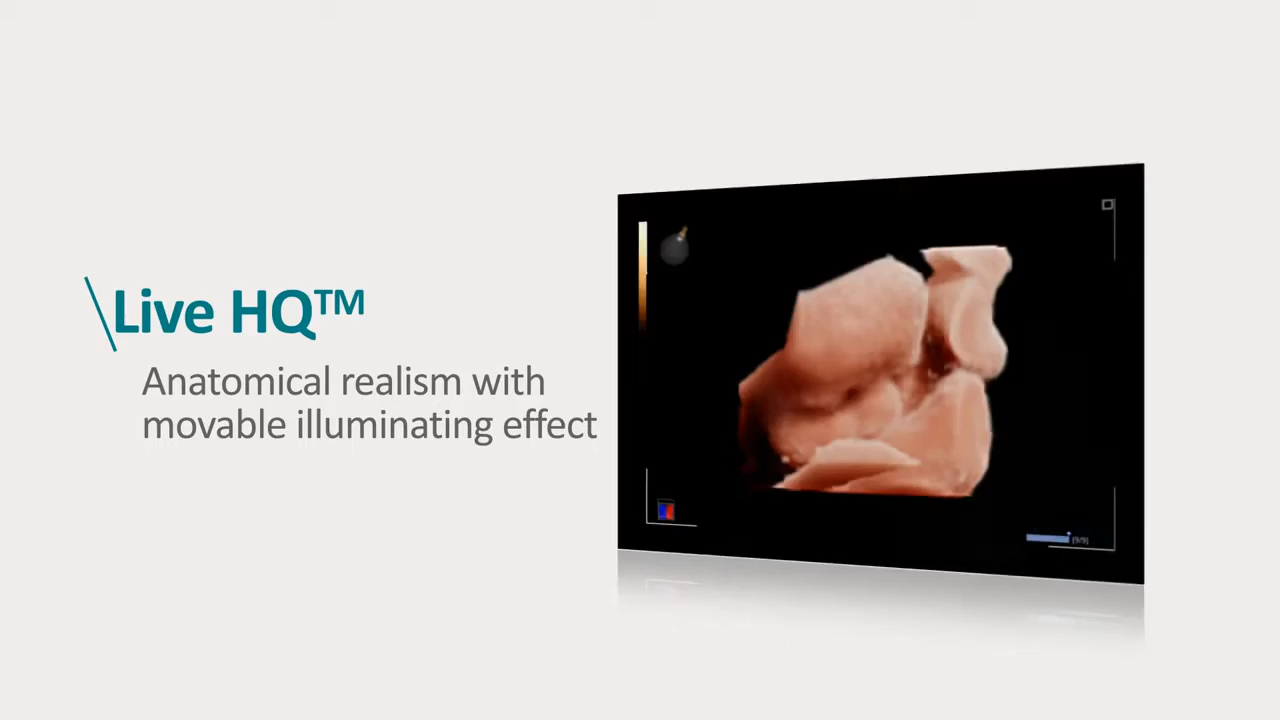 Live HQ™
Anatomical realism with
movable illuminating effect